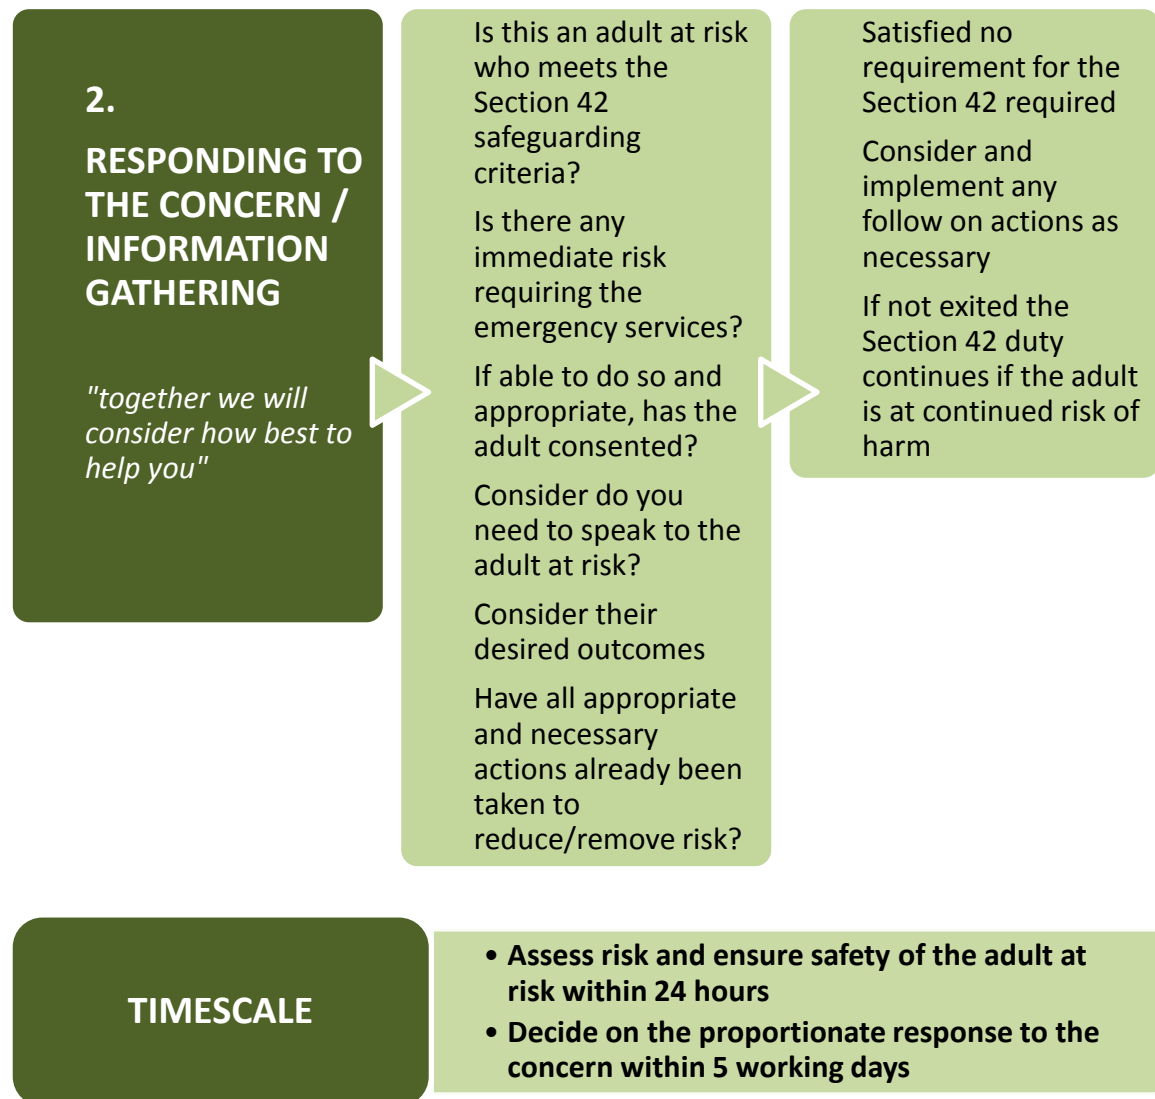 2.
RESPONDING TO
THE CONCERN /
INFORMATION
GATHERING
"together we will
consider how best to
help you"
Is this an adult at risk
who meets the
Section 42
safeguarding
criteria?
Is there any
immediate risk
requiring the
emergency services?
If able to do so and
appropriate, has the
adult consented?
Consider do you
need to speak to the
adult at risk?
Consider their
desired outcomes
Have all appropriate
and necessary
actions already been
taken to
reduce/remove risk?
Satisfied no
requirement for the
Section 42 required
Consider and
implement any
follow on actions as
necessary
If not exited the
Section 42 duty
continues if the adult
is at continued risk of
harm
TIMESCALE
• Assess risk and ensure safety of the adult at
risk within 24 hours
• Decide on the proportionate response to the
concern within 5 working days